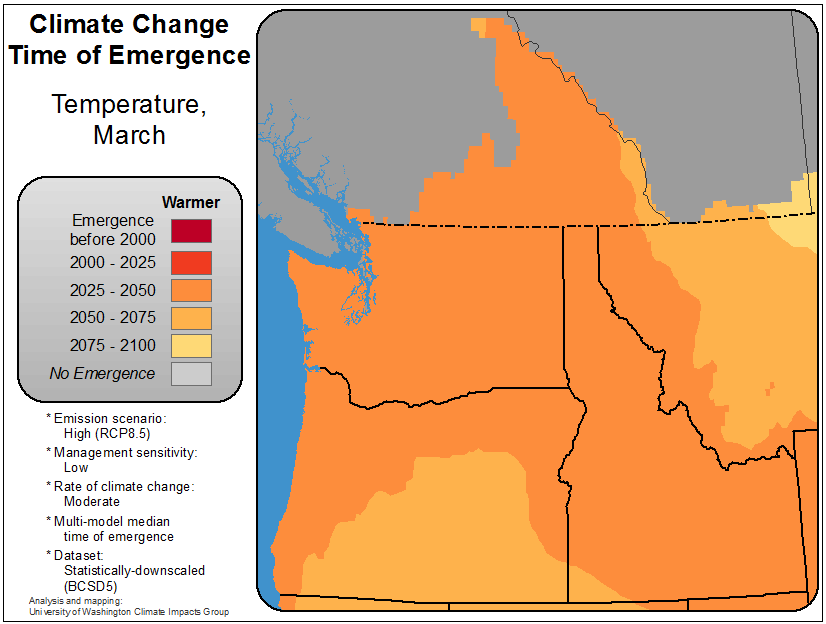 Climate Change
Time of Emergence
Temperature,
March
Warmer
Emergence
before 2000
2000 - 2025
2025 - 2050
2050 - 2075
2075 - 2100
No Emergence
* Emission scenario:
High (RCP8.5)
* Management sensitivity:
Low
* Rate of climate change:
Moderate
* Multi-model median
time of emergence
* Dataset:
Statistically-downscaled
(BCSD5)
Analysis and mapping:
University of Washington Climate Impacts Group